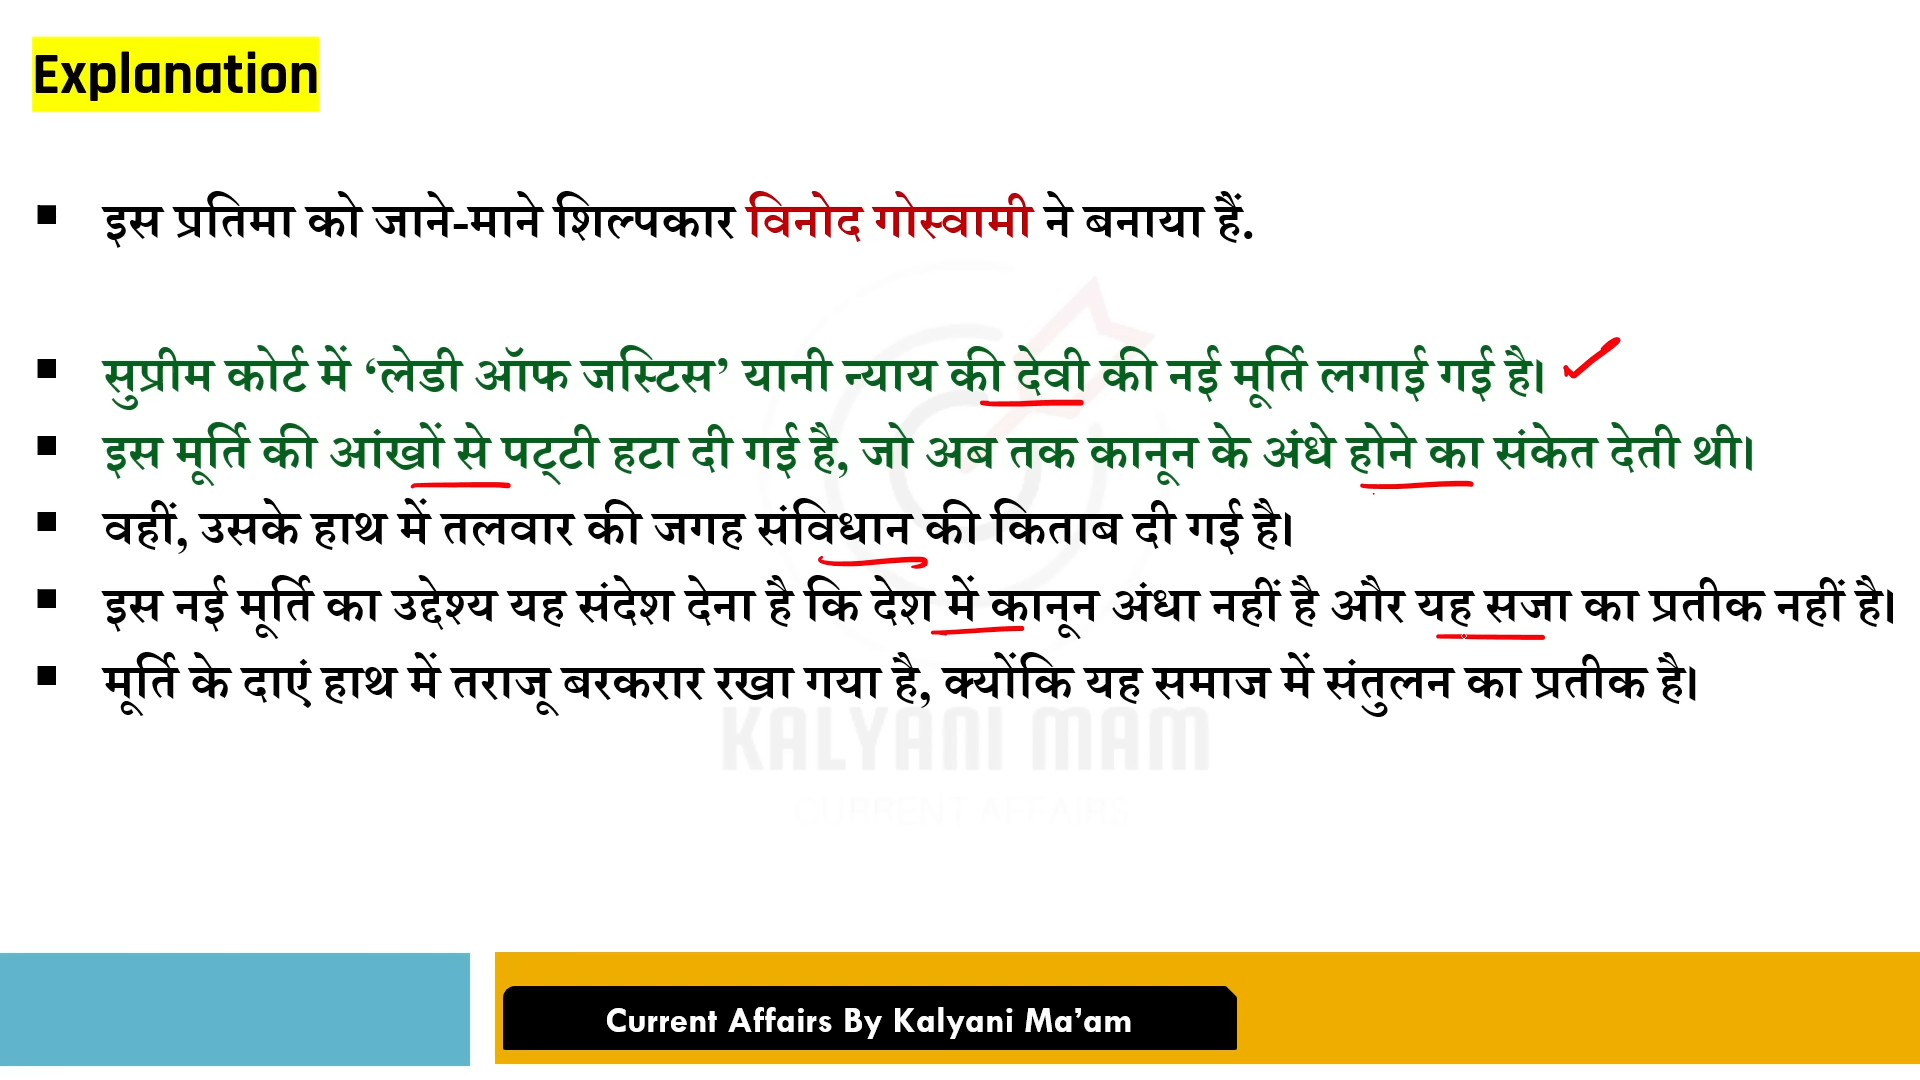 Explanation
▪ इस प्रतिमा को जाने-माने शिल्पकार विनोद गोस्वामी ने बनाया हैं.
▪ सुप्रीम कोर्ट में ‘लेडी ऑफ जस्टिस’ यानी न्याय की देवी की नई मूर्ति लगाई गई है।
▪ इस मूर्ति की आंखों से पट्टी हटा दी गई है, जो अब तक कानून के अंधे होने का संकेत देती थी।
▪ वहीं, उसके हाथ में तलवार की जगह संविधान की किताब दी गई है।
▪ इस नई मूर्ति का उद्देश्य यह संदेश देना है कि देश में कानून अंधा नहीं है और यह सजा का प्रतीक नहीं है।
▪ मूर्ति के दाएं हाथ में तराजू बरकरार रखा गया है, क्योंकि यह समाज में संतुलन का प्रतीक है।
KALYANI MAM
CURRENT AFFAIRS
Current Affairs By Kalyani Ma’am